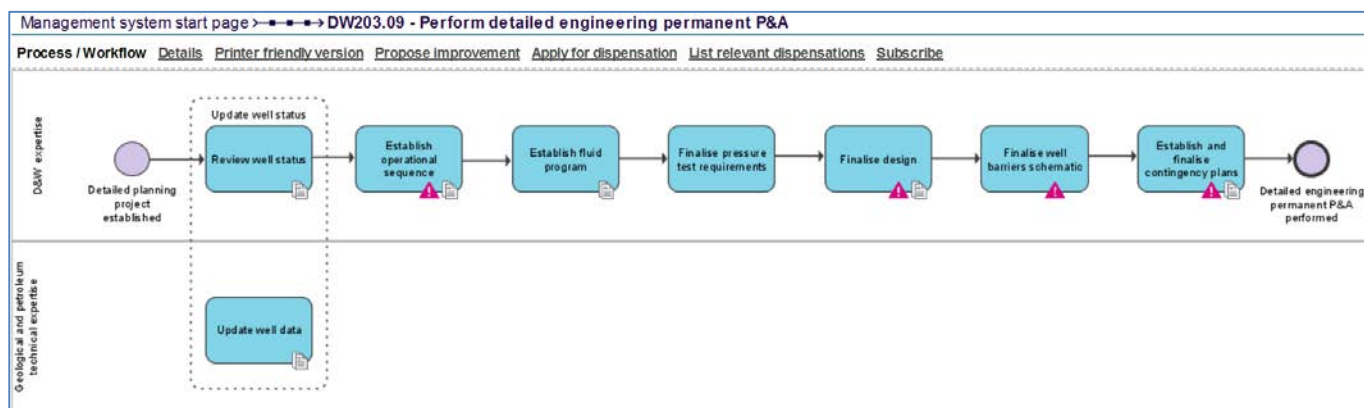 Management system start page DW203.09 - Perform detailed engineering permanent P&A
Process / Workflow Details Printer friendly version Propose improvement Apply for dispensation List relevant dispensations Subscribe
D&W expertise
Detailed planning
project
established
Update well status
Review well status
Establish
operational
sequence
Establish fluid
program
Finalise pressure
test requirements
Finalise design
Finalise well
barriers schematic
Establish and
finalise
contingency plans
Detailed engineering
permanent P&A
performed
Geological and petroleum
technical expertise
Update well data